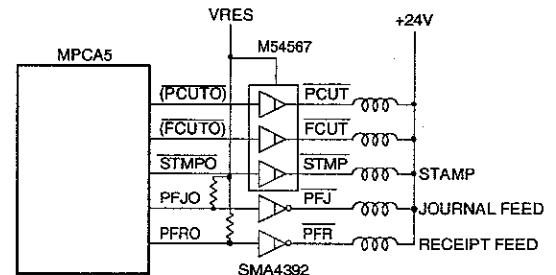 VRES
+24V
MPCA5
M54567
(PCUTO)
PCUT
(FCUTO)
FCUT
STMPO
STMP
STAMP
PFJO
PFJ
JOURNAL FEED
PFRO
PFR
RECEIPT FEED
SMA4392